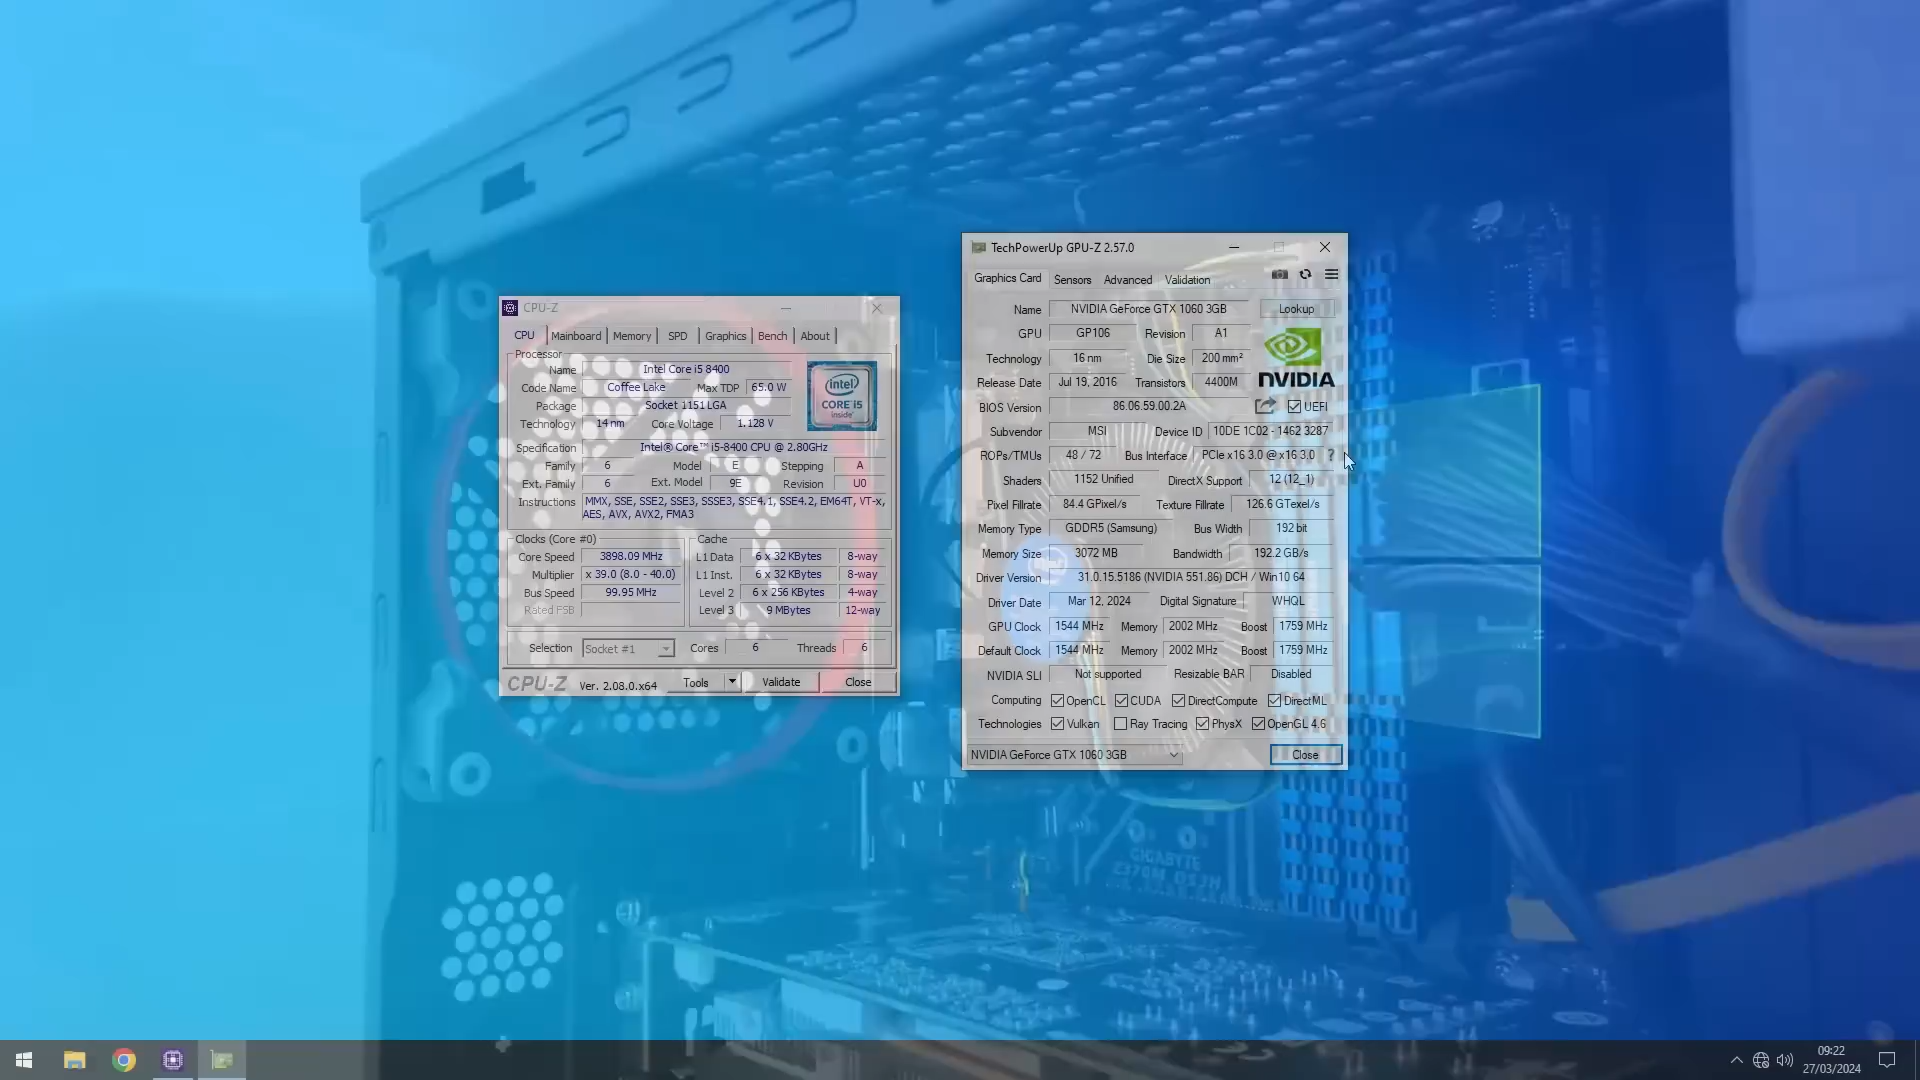 CPU-Z
CPU Mainboard Memory SPD Graphics Bench About
Processor
Name Intel Core i5 8400
Code Name Coffee Lake Max TDP 65.0 W
Package Socket 1151 LGA
Technology 14 nm Core Voltage 1.128 V
intel CORE i5 inside
Specification Intel® Core™ i5-8400 CPU @ 2.80GHz
Family 6 Model E Stepping A
Ext. Family 6 Ext. Model 9E Revision U0
Instructions MMX, SSE, SSE2, SSE3, SSSE3, SSE4.1, SSE4.2, EM64T, VT-x,
AES, AVX, AVX2, FMA3
Clocks (Core #0)
Core Speed 3898.09 MHz
Multiplier x 39.0 (8.0 - 40.0)
Bus Speed 99.95 MHz
Rated FSB
Cache
L1 Data 6 x 32 KBytes 8-way
L1 Inst. 6 x 32 KBytes 8-way
Level 2 6 x 256 KBytes 4-way
Level 3 9 MBytes 12-way
Selection Socket #1 Cores 6 Threads 6
CPU-Z Ver. 2.08.0.x64 Tools Validate Close
TechPowerUp GPU-Z 2.57.0
Graphics Card Sensors Advanced Validation
Name NVIDIA GeForce GTX 1060 3GB Lookup
GPU GP106 Revision A1
Technology 16 nm Die Size 200 mm²
Release Date Jul 19, 2016 Transistors 4400M
NVIDIA
BIOS Version 86.06.59.00.2A UEFI
Subvendor MSI Device ID 10DE 1C02 - 1462 3287
ROPs/TMUs 48 / 72 Bus Interface PCIe x16 3.0 @ x16 3.0 ?
Shaders 1152 Unified DirectX Support 12 (12_1)
Pixel Fillrate 84.4 GPixel/s Texture Fillrate 126.6 GTexel/s
Memory Type GDDR5 (Samsung) Bus Width 192 bit
Memory Size 3072 MB Bandwidth 192.2 GB/s
Driver Version 31.0.15.5186 (NVIDIA 551.86) DCH / Win10 64
Driver Date Mar 12, 2024 Digital Signature WHQL
GPU Clock 1544 MHz Memory 2002 MHz Boost 1759 MHz
Default Clock 1544 MHz Memory 2002 MHz Boost 1759 MHz
NVIDIA SLI Not supported Resizable BAR Disabled
Computing OpenCL CUDA DirectCompute DirectML
Technologies Vulkan Ray Tracing PhysX OpenGL 4.6
NVIDIA GeForce GTX 1060 3GB Close
GIGABYTE
09:22
27/03/2024